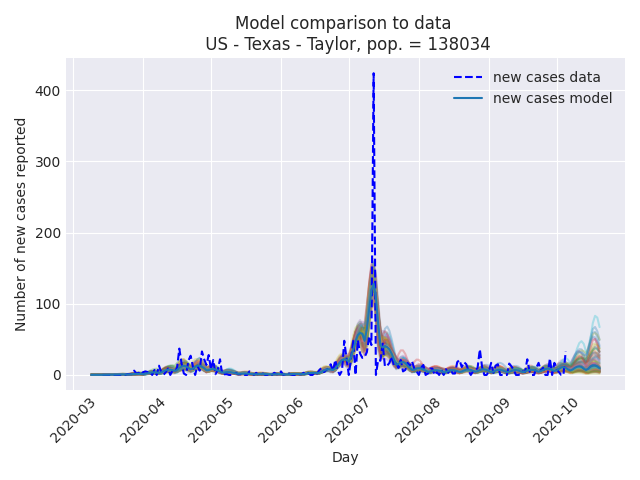 Model comparison to data
US - Texas - Taylor, pop. = 138034
new cases data
new cases model
Number of new cases reported
400
300
200
100
0
2020-03
2020-04
2020-05
2020-06
2020-07
2020-08
2020-09
2020-10
Day